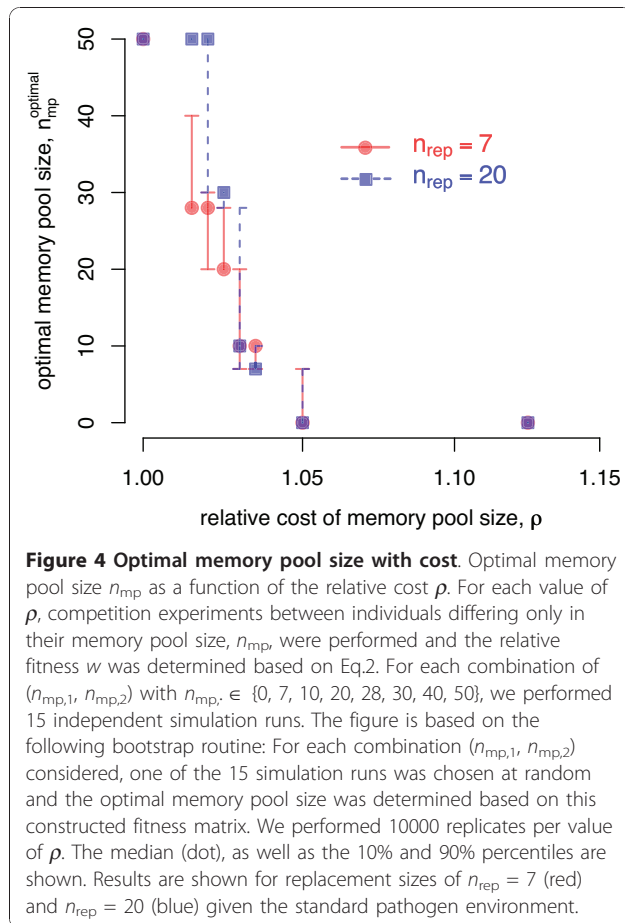 50
40
30
20
10
0
optimal memory pool size, n_mp^optimal
n_rep = 7
n_rep = 20
1.00 1.05 1.10 1.15
relative cost of memory pool size, ρ
Figure 4 Optimal memory pool size with cost. Optimal memory
pool size n_mp as a function of the relative cost ρ. For each value of
ρ, competition experiments between individuals differing only in
their memory pool size, n_mp, were performed and the relative
fitness w was determined based on Eq.2. For each combination of
(n_mp,1, n_mp,2) with n_mp,. ∈ {0, 7, 10, 20, 28, 30, 40, 50}, we performed
15 independent simulation runs. The figure is based on the
following bootstrap routine: For each combination (n_mp,1, n_mp,2)
considered, one of the 15 simulation runs was chosen at random
and the optimal memory pool size was determined based on this
constructed fitness matrix. We performed 10000 replicates per value
of ρ. The median (dot), as well as the 10% and 90% percentiles are
shown. Results are shown for replacement sizes of n_rep = 7 (red)
and n_rep = 20 (blue) given the standard pathogen environment.